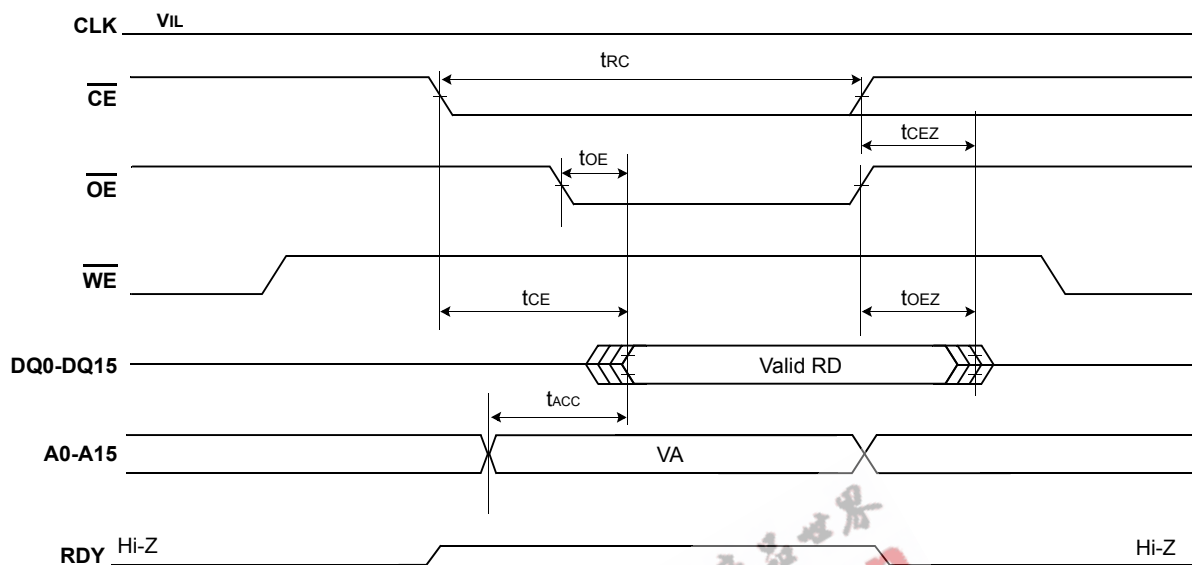 CLK VIL
tRC
CE
tCEZ
tOE
OE
WE
tCE
tOEZ
DQ0-DQ15
Valid RD
tACC
A0-A15
VA
RDY Hi-Z
Hi-Z